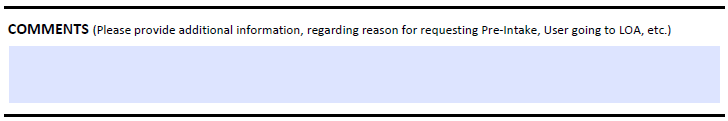 COMMENTS (Please provide additional information, regarding reason for requesting Pre-Intake, User going to LOA, etc.)